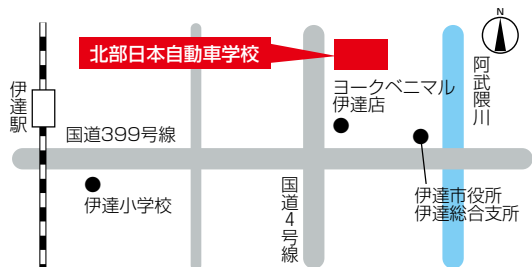 N
北部日本自動車学校
ヨークベニマル
伊達店
阿武隈川
伊達駅
国道399号線
伊達小学校
国道4号線
伊達市役所
伊達総合支所